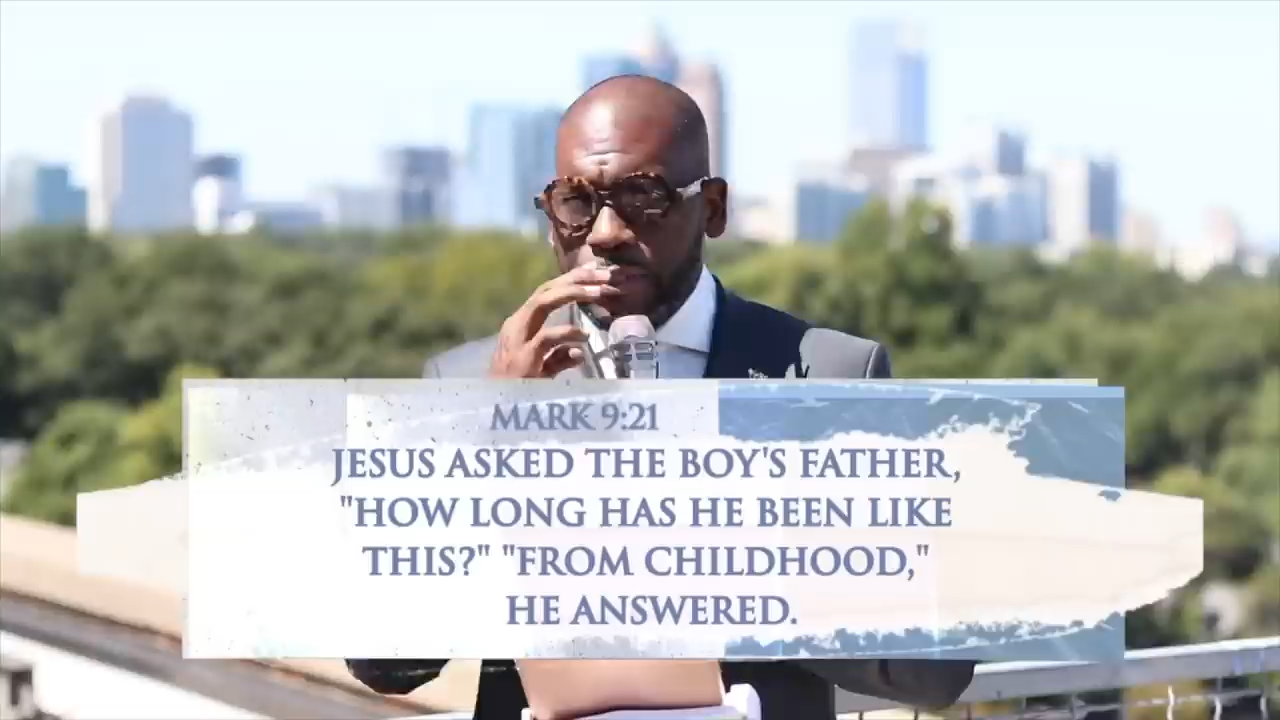 MARK 9:21
JESUS ASKED THE BOY'S FATHER,
"HOW LONG HAS HE BEEN LIKE
THIS?" "FROM CHILDHOOD,"
HE ANSWERED.